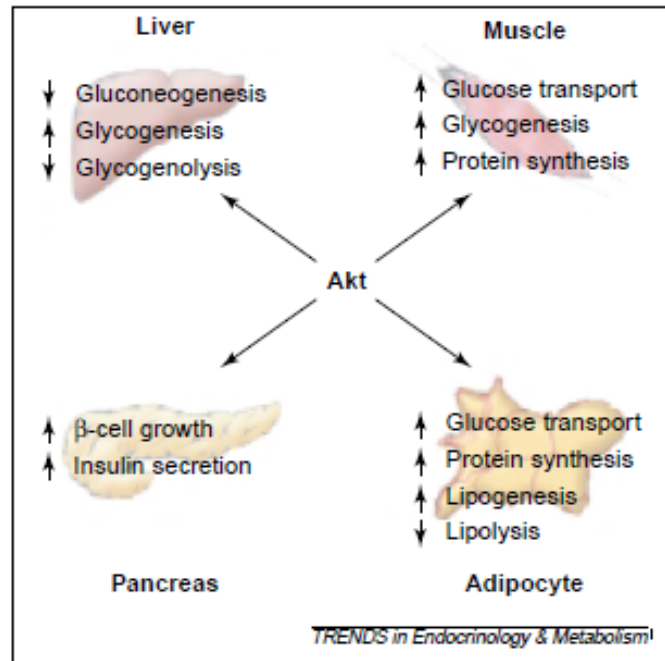 Liver
↓ Gluconeogenesis
↑ Glycogenesis
↓ Glycogenolysis
Muscle
↑ Glucose transport
↑ Glycogenesis
↑ Protein synthesis
Akt
↑ β-cell growth
↑ Insulin secretion
Pancreas
↑ Glucose transport
↑ Protein synthesis
↑ Lipogenesis
↓ Lipolysis
Adipocyte
TRENDS in Endocrinology & Metabolism